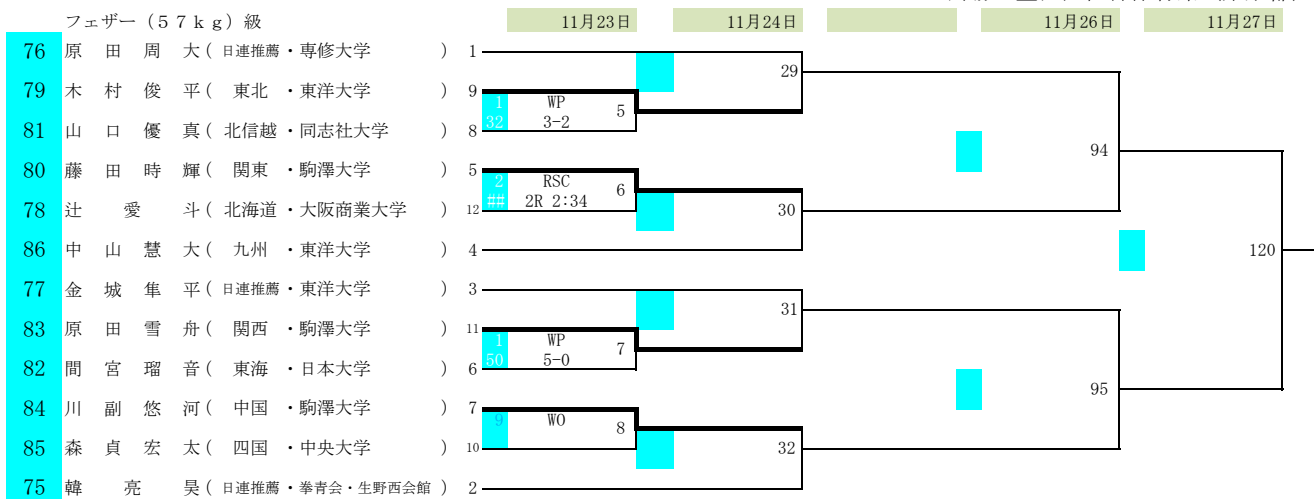 フェザー（５７ｋｇ）級 11月23日 11月24日 11月26日 11月27日
76 原田周大( 日連推薦・専修大学 ) 1
29
79 木村俊平( 東北・東洋大学 ) 9
1 WP 5
32 3-2
81 山口優真( 北信越・同志社大学 ) 8
94
80 藤田時輝( 関東・駒澤大学 ) 5
2 RSC 6
## 2R 2:34
78 辻愛斗( 北海道・大阪商業大学 ) 12
30
86 中山慧大( 九州・東洋大学 ) 4
120
77 金城隼平( 日連推薦・東洋大学 ) 3
31
83 原田雪舟( 関西・駒澤大学 ) 11
1 WP 7
50 5-0
82 間宮瑠音( 東海・日本大学 ) 6
95
84 川副悠河( 中国・駒澤大学 ) 7
9 WO 8
85 森貞宏太( 四国・中央大学 ) 10
32
75 韓亮昊( 日連推薦・拳青会・生野西会館 ) 2